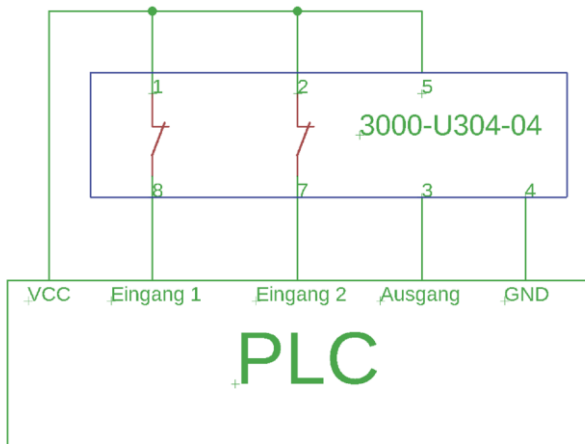 1 2 5
3000-U304-04
8 7 3 4
VCC Eingang 1 Eingang 2 Ausgang GND
PLC